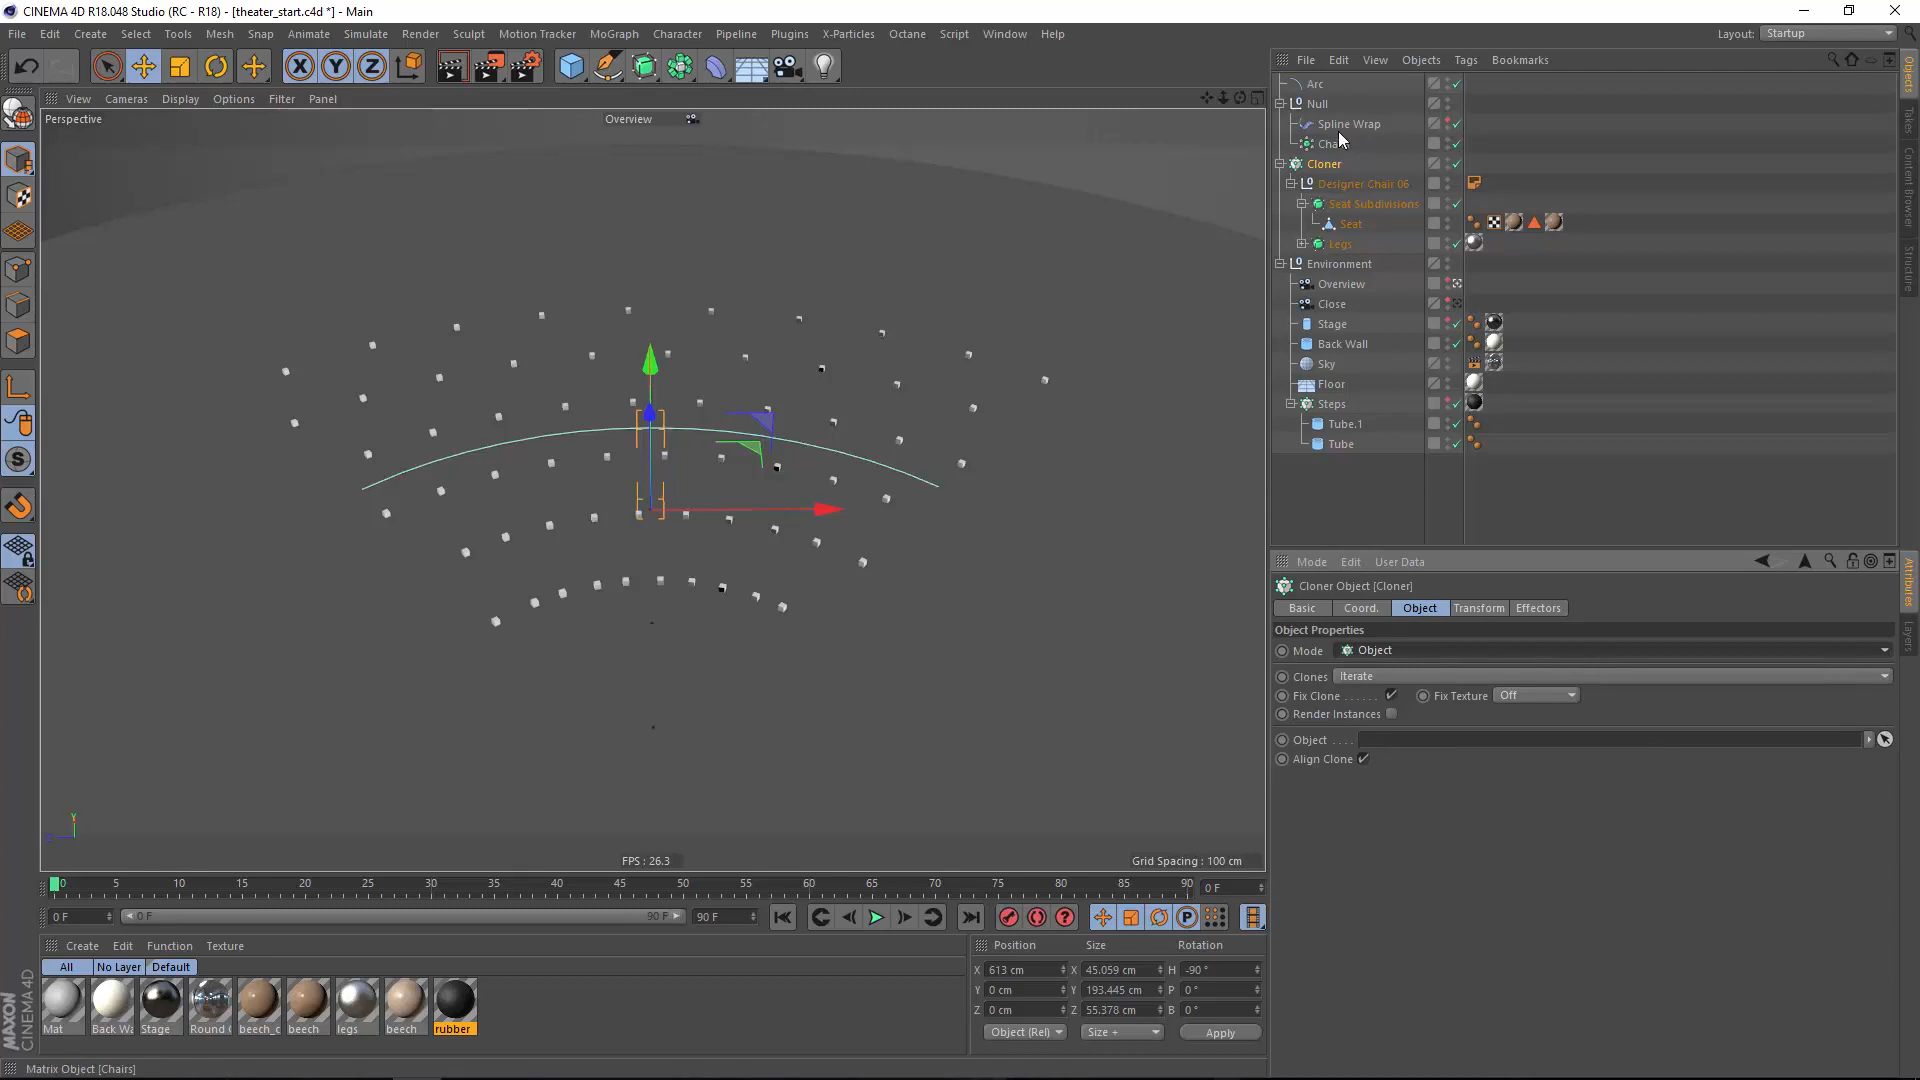 CINEMA 4D R18.048 Studio (RC - R18) - [theater_start.c4d *] - Main
File Edit Create Select Tools Mesh Snap Animate Simulate Render Sculpt Motion Tracker MoGraph Character Pipeline Plugins X-Particles Octane Script Window Help
Layout: Startup
File Edit View Objects Tags Bookmarks
View Cameras Display Options Filter Panel
Perspective
Overview
Arc
Null
Spline Wrap
Cloner
Designer Chair 06
Seat Subdivisions
Seat
Legs
Environment
Overview
Close
Stage
Back Wall
Sky
Floor
Steps
Tube.1
Tube
Objects
Takes
Content Browser
Structure
Mode Edit User Data
Cloner Object [Cloner]
Basic Coord. Object Transform Effectors
Object Properties
Mode Object
Clones Iterate
Fix Clone Fix Texture Off
Render Instances
Object
Align Clone
Attributes
Layers
Y
FPS : 26.3
Grid Spacing : 100 cm
0 5 10 15 20 25 30 35 40 45 50 55 60 65 70 75 80 85 90
0 F
0 F 0 F 90 F 90 F
Create Edit Function Texture
All No Layer Default
Mat Back Wa Stage Round beech_c beech legs beech rubber
Position Size Rotation
X 613 cm X 45.059 cm H -90 °
Y 0 cm Y 193.445 cm P 0 °
Z 0 cm Z 55.378 cm B 0 °
Object (Rel) Size + Apply
MAXON CINEMA 4D
Matrix Object [Chairs]